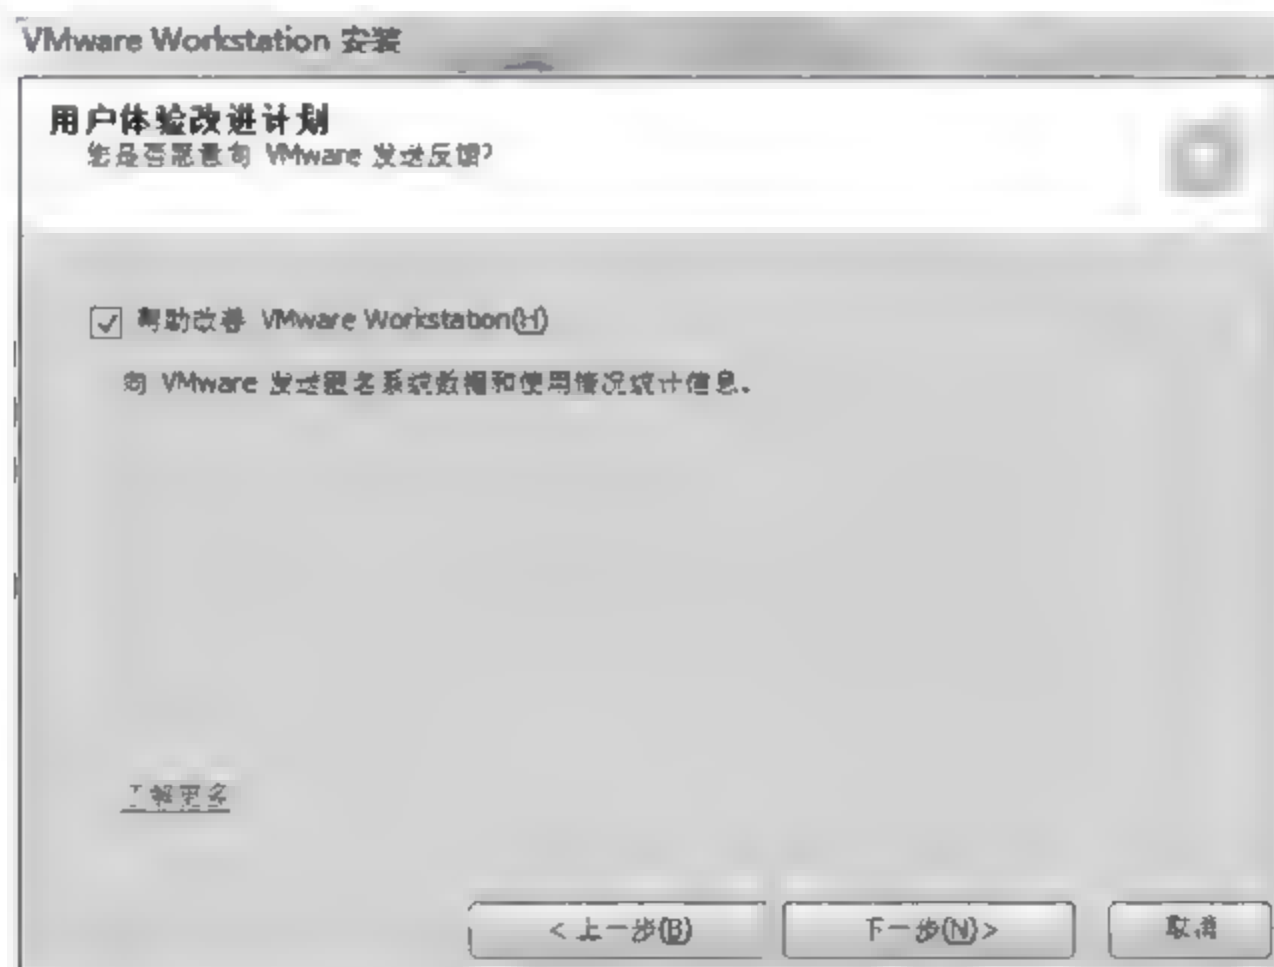 VMware Workstation 安装
用户体验改进计划
您是否愿意向 VMware 发送反馈?
帮助改善 VMware Workstation(H)
向 VMware 发送匿名系统数据和使用情况统计信息。
了解更多
< 上一步(B)
下一步(N) >
取消